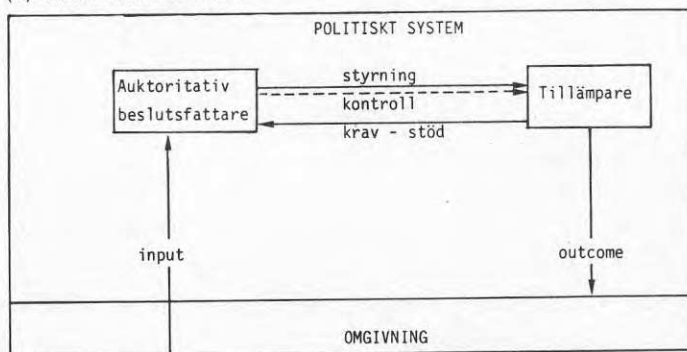 POLITISKT SYSTEM
Auktoritativ
beslutsfattare
styrning
kontroll
krav - stöd
Tillämpare
input
outcome
OMGIVNING